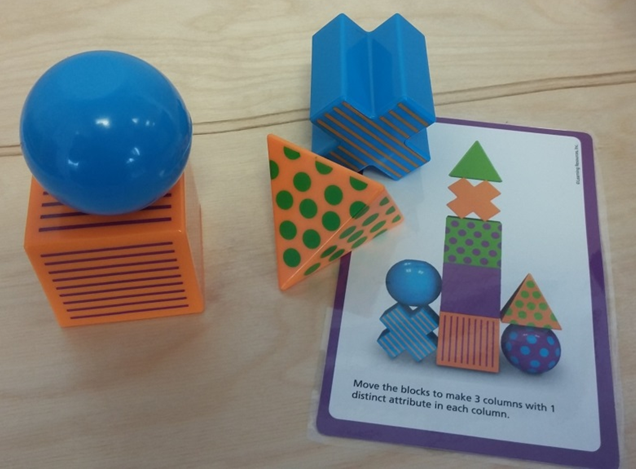 Move the blocks to make 3 columns with 1
distinct attribute in each column.